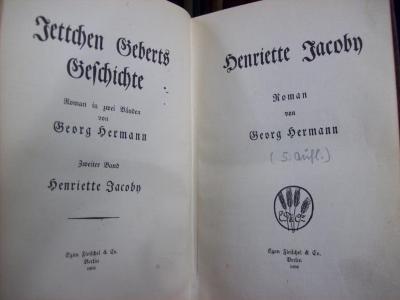 Jettchen Geberts
Geschichte
Roman in zwei Bänden
von
Georg Hermann
Zweiter Band
Henriette Jacoby
Egon Fleischel & Co.
Berlin
Henriette Jacoby
Roman
von
Georg Hermann
(5. Aufl.)
Egon Fleischel & Co.
Berlin